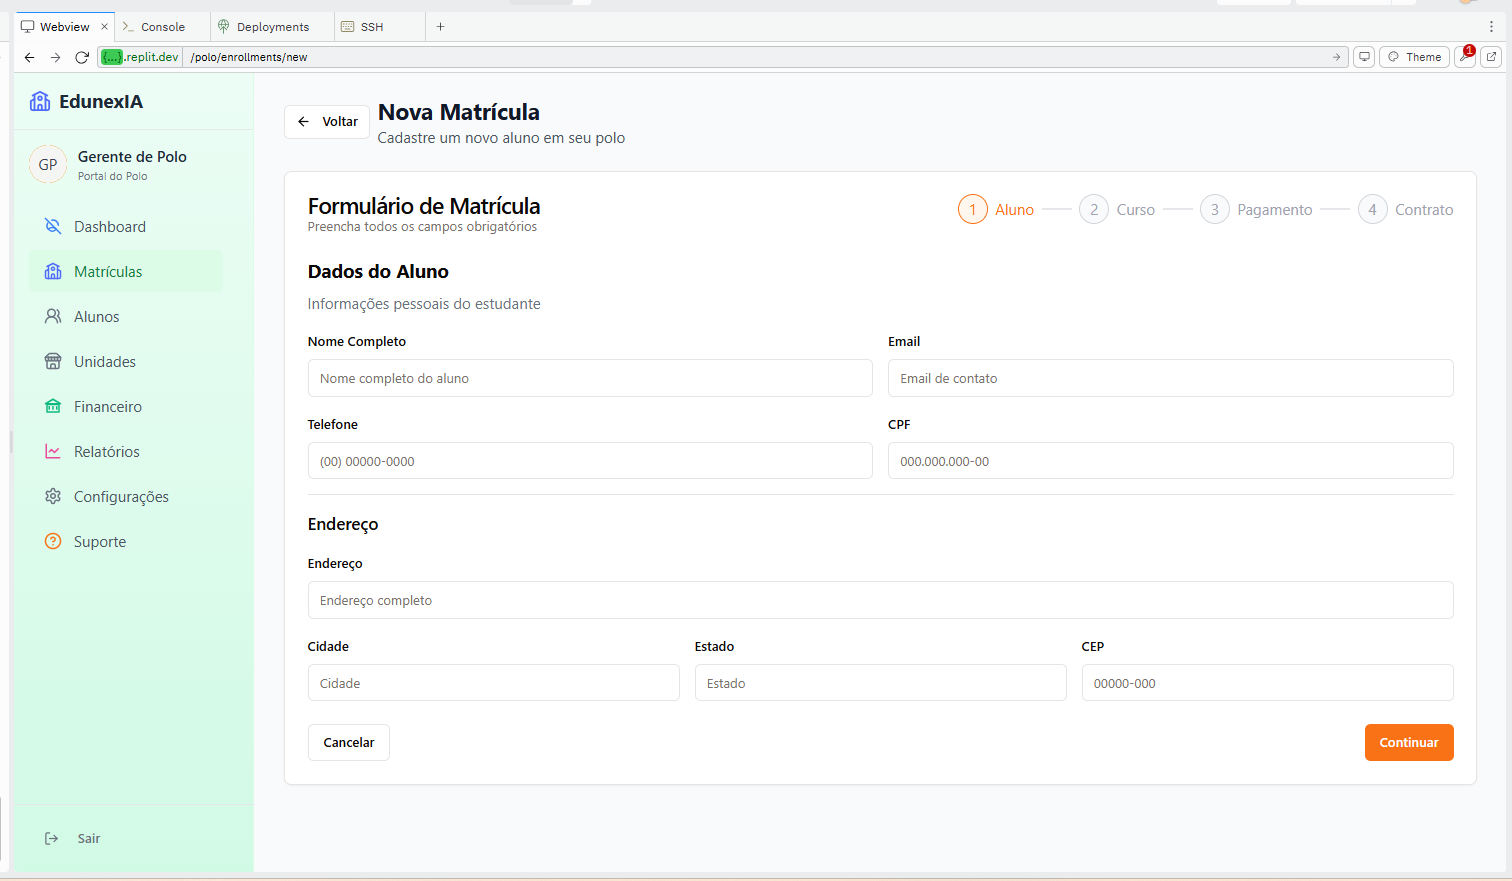 Webview
Console
Deployments
SSH
{...}.replit.dev
/polo/enrollments/new
Theme
1
EdunexIA
GP
Gerente de Polo
Portal do Polo
Dashboard
Matrículas
Alunos
Unidades
Financeiro
Relatórios
Configurações
Suporte
Sair
Voltar
Nova Matrícula
Cadastre um novo aluno em seu polo
Formulário de Matrícula
Preencha todos os campos obrigatórios
1 Aluno
2 Curso
3 Pagamento
4 Contrato
Dados do Aluno
Informações pessoais do estudante
Nome Completo
Nome completo do aluno
Email
Email de contato
Telefone
(00) 00000-0000
CPF
000.000.000-00
Endereço
Endereço
Endereço completo
Cidade
Cidade
Estado
Estado
CEP
00000-000
Cancelar
Continuar